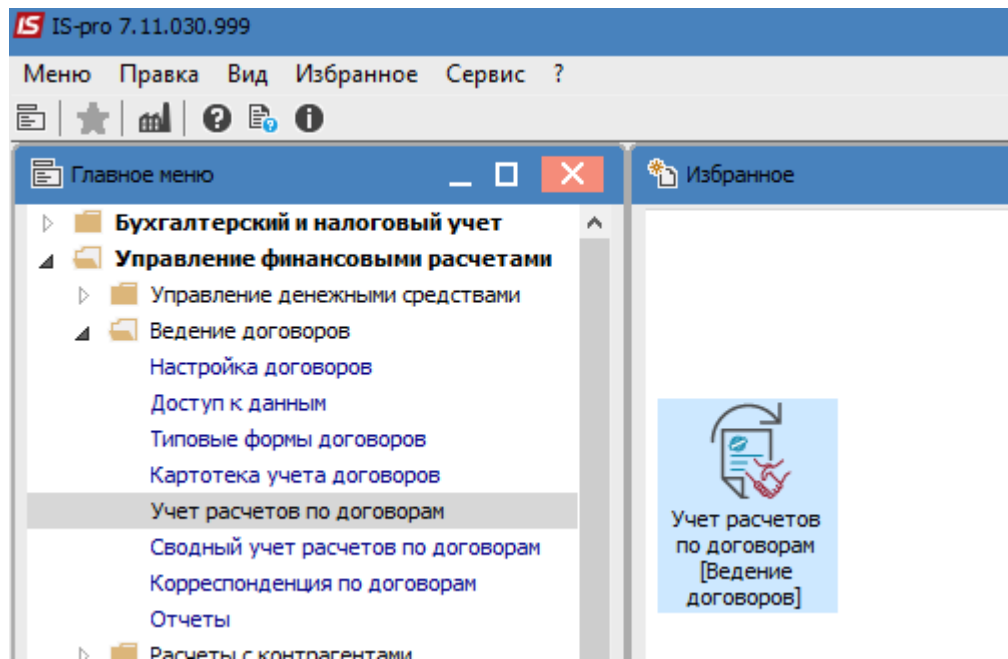 IS IS-pro 7.11.030.999
Меню Правка Вид Избранное Сервис ?
Главное меню
Бухгалтерский и налоговый учет
Управление финансовыми расчетами
Управление денежными средствами
Ведение договоров
Настройка договоров
Доступ к данным
Типовые формы договоров
Картотека учета договоров
Учет расчетов по договорам
Сводный учет расчетов по договорам
Корреспонденция по договорам
Отчеты
Расчеты с контрагентами
Избранное
Учет расчетов
по договорам
[Ведение
договоров]